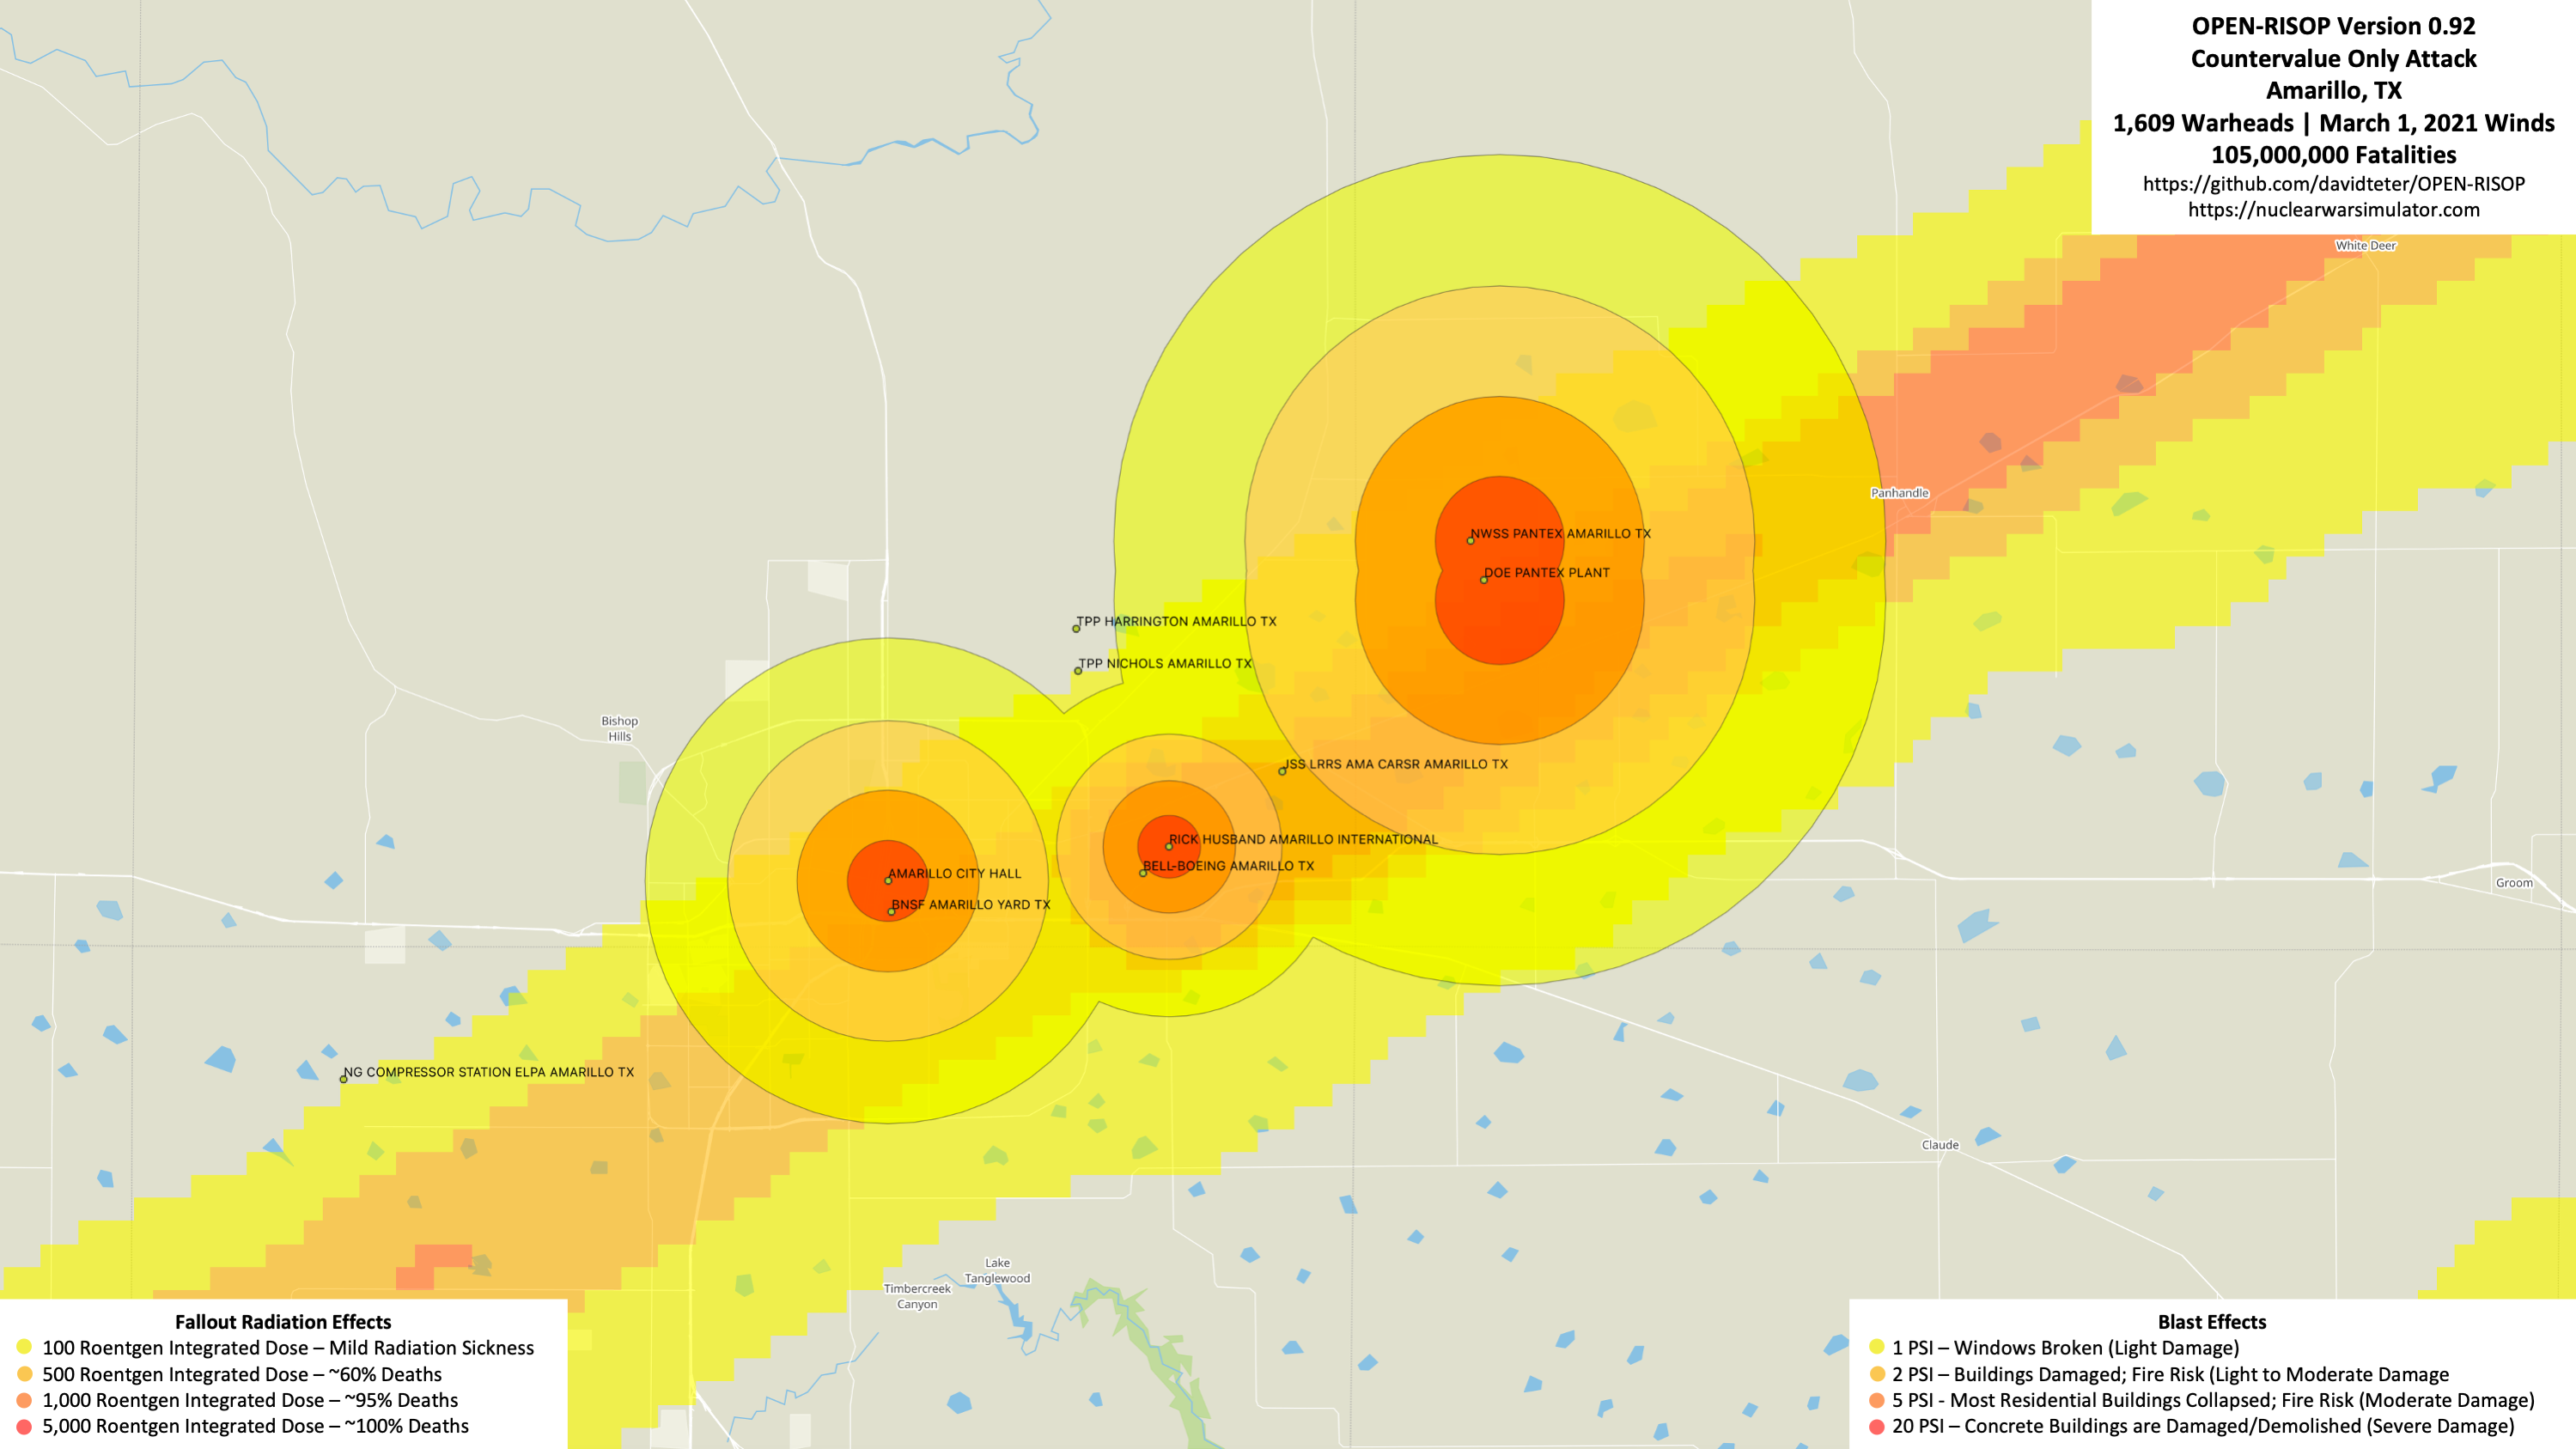 OPEN-RISOP Version 0.92
Countervalue Only Attack
Amarillo, TX
1,609 Warheads | March 1, 2021 Winds
105,000,000 Fatalities
https://github.com/davidteter/OPEN-RISOP
https://nuclearwarsimulator.com
White Deer
Panhandle
NWSS PANTEX AMARILLO TX
DOE PANTEX PLANT
TPP HARRINGTON AMARILLO TX
TPP NICHOLS AMARILLO TX
Bishop
Hills
JSS LRRS AMA CARSR AMARILLO TX
RICK HUSBAND AMARILLO INTERNATIONAL
BELL-BOEING AMARILLO TX
AMARILLO CITY HALL
BNSF AMARILLO YARD TX
Groom
NG COMPRESSOR STATION ELPA AMARILLO TX
Claude
Lake
Tanglewood
Timbercreek
Canyon
Fallout Radiation Effects
100 Roentgen Integrated Dose – Mild Radiation Sickness
500 Roentgen Integrated Dose – ~60% Deaths
1,000 Roentgen Integrated Dose – ~95% Deaths
5,000 Roentgen Integrated Dose – ~100% Deaths
Blast Effects
1 PSI – Windows Broken (Light Damage)
2 PSI – Buildings Damaged; Fire Risk (Light to Moderate Damage
5 PSI - Most Residential Buildings Collapsed; Fire Risk (Moderate Damage)
20 PSI – Concrete Buildings are Damaged/Demolished (Severe Damage)